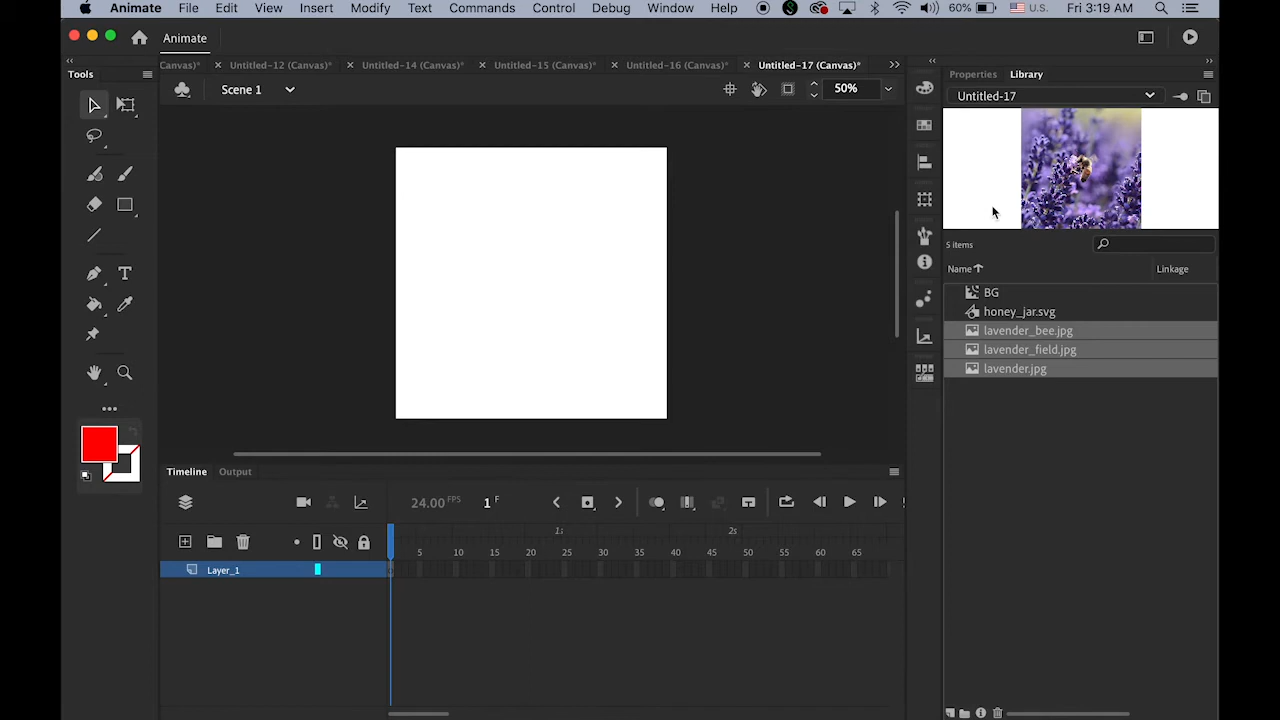 Animate File Edit View Insert Modify Text Commands Control Debug Window Help 60% U.S. Fri 3:19 AM
Animate
Tools
Canvas)* Untitled-12 (Canvas)* Untitled-14 (Canvas)* Untitled-15 (Canvas)* Untitled-16 (Canvas)* Untitled-17 (Canvas)*
Properties Library
Scene 1 50%
Untitled-17
5 items
Name Linkage
BG
honey_jar.svg
lavender_bee.jpg
lavender_field.jpg
lavender.jpg
T
Timeline Output
24.00 FPS 1 F
1s 2s
5 10 15 20 25 30 35 40 45 50 55 60 65
Layer_1